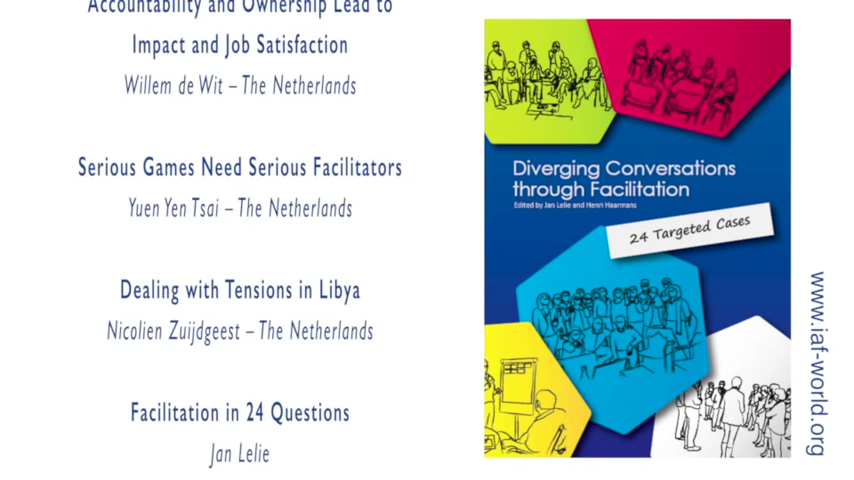 Accountability and Ownership Lead to
Impact and Job Satisfaction
Willem de Wit – The Netherlands
Serious Games Need Serious Facilitators
Yuen Yen Tsai – The Netherlands
Dealing with Tensions in Libya
Nicolien Zuijdgeest – The Netherlands
Facilitation in 24 Questions
Jan Lelie
Diverging Conversations
through Facilitation
Edited by Jan Lelie and Henri Haarmans
24 Targeted Cases
www.iaf-world.org